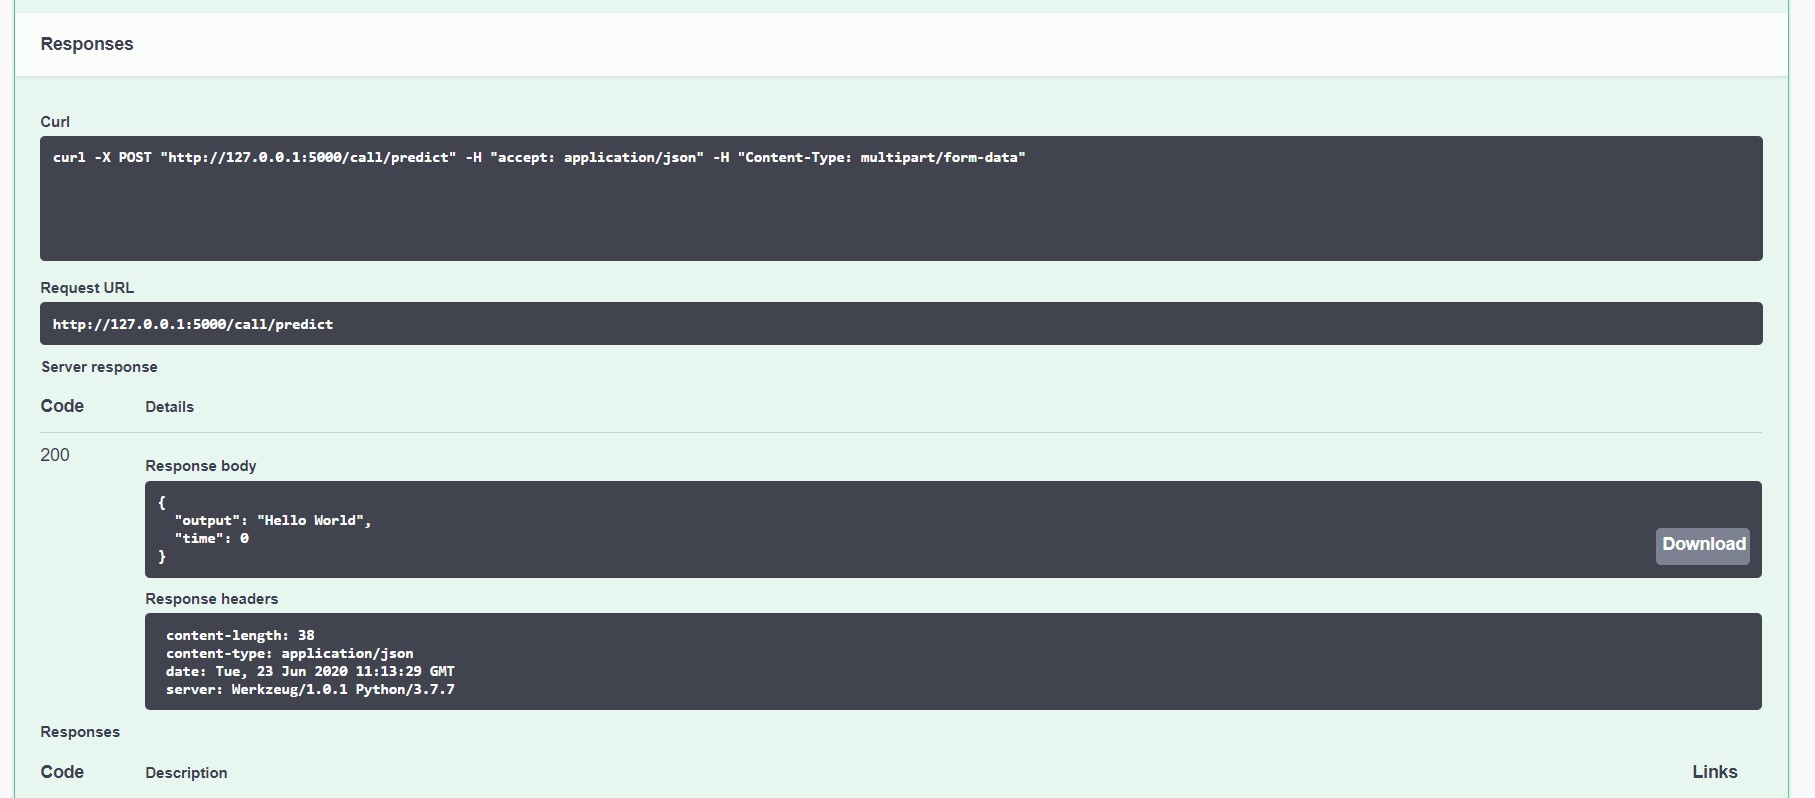 Responses
Curl
curl -X POST "http://127.0.0.1:5000/call/predict" -H "accept: application/json" -H "Content-Type: multipart/form-data"
Request URL
http://127.0.0.1:5000/call/predict
Server response
Code Details
200
Response body
{
"output": "Hello World",
"time": 0
}
Download
Response headers
content-length: 38
content-type: application/json
date: Tue, 23 Jun 2020 11:13:29 GMT
server: Werkzeug/1.0.1 Python/3.7.7
Responses
Code Description Links